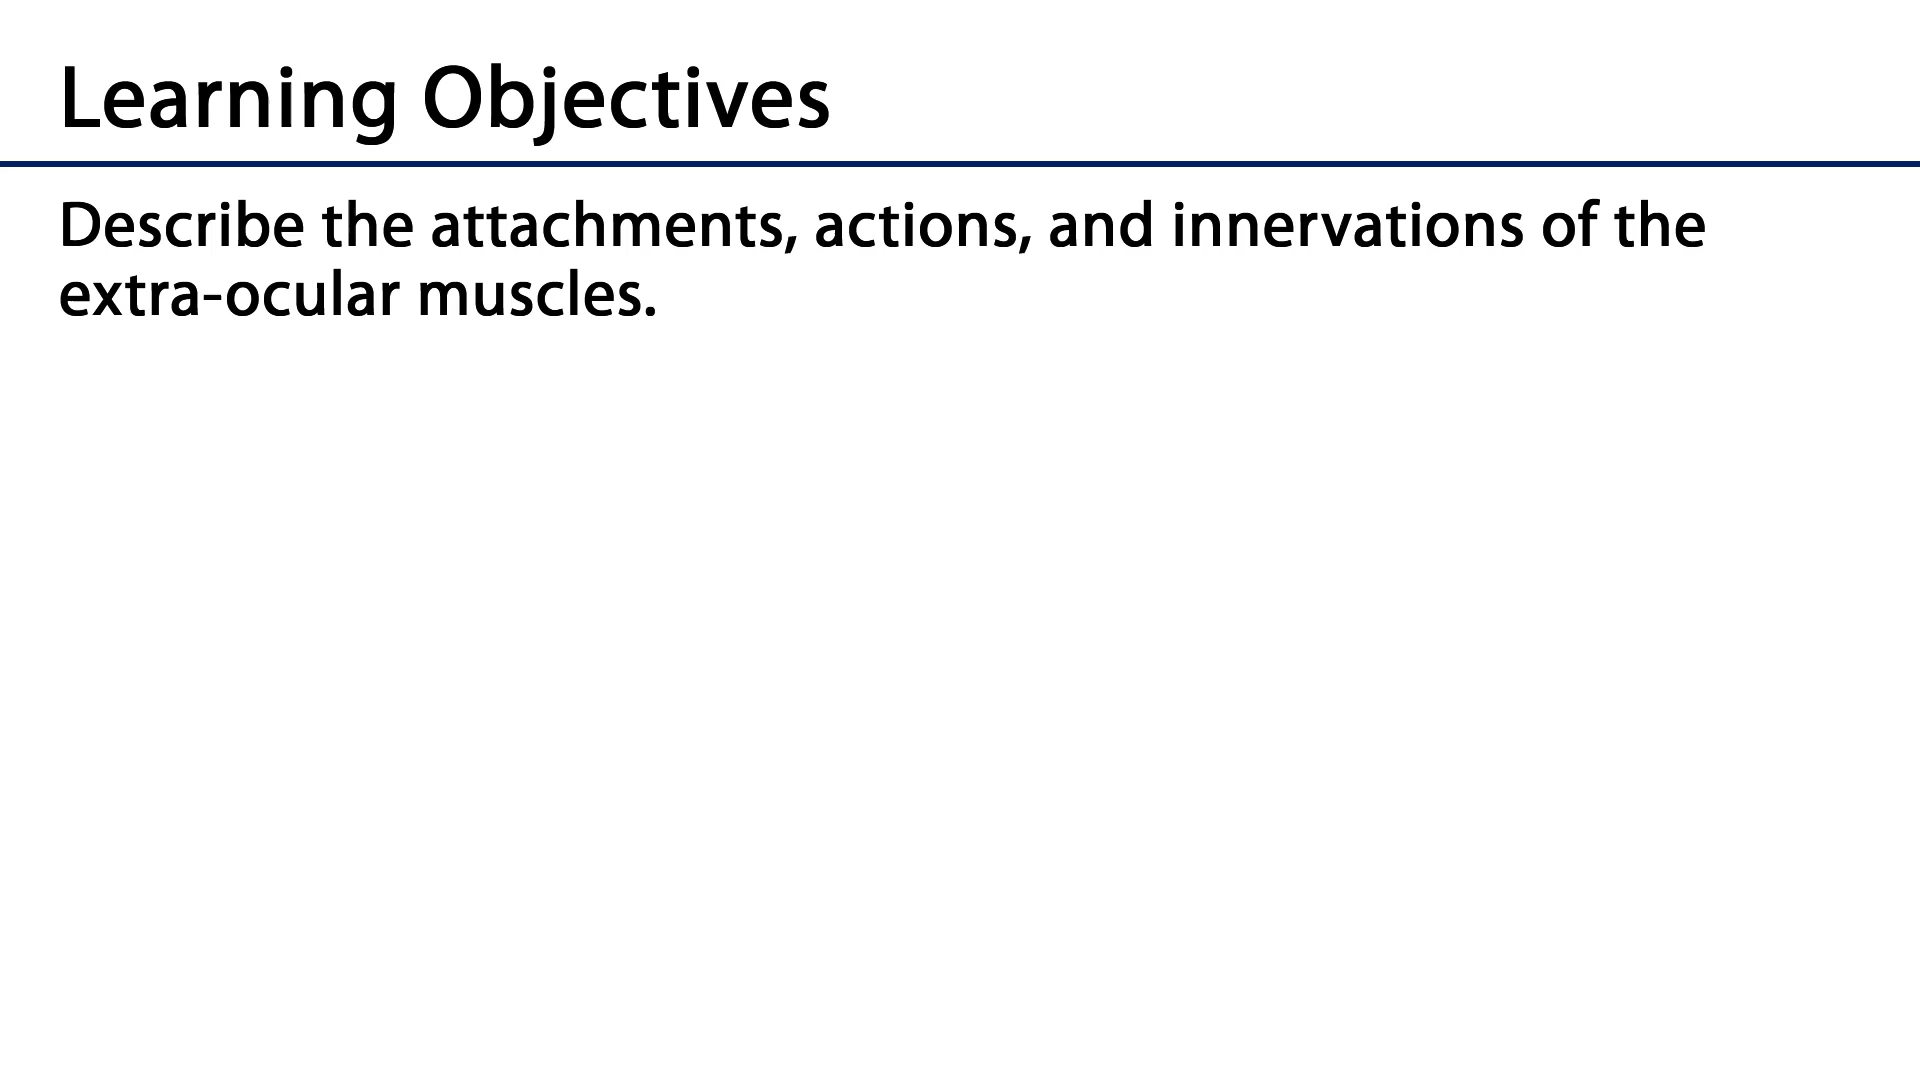 Learning Objectives
Describe the attachments, actions, and innervations of the
extra-ocular muscles.